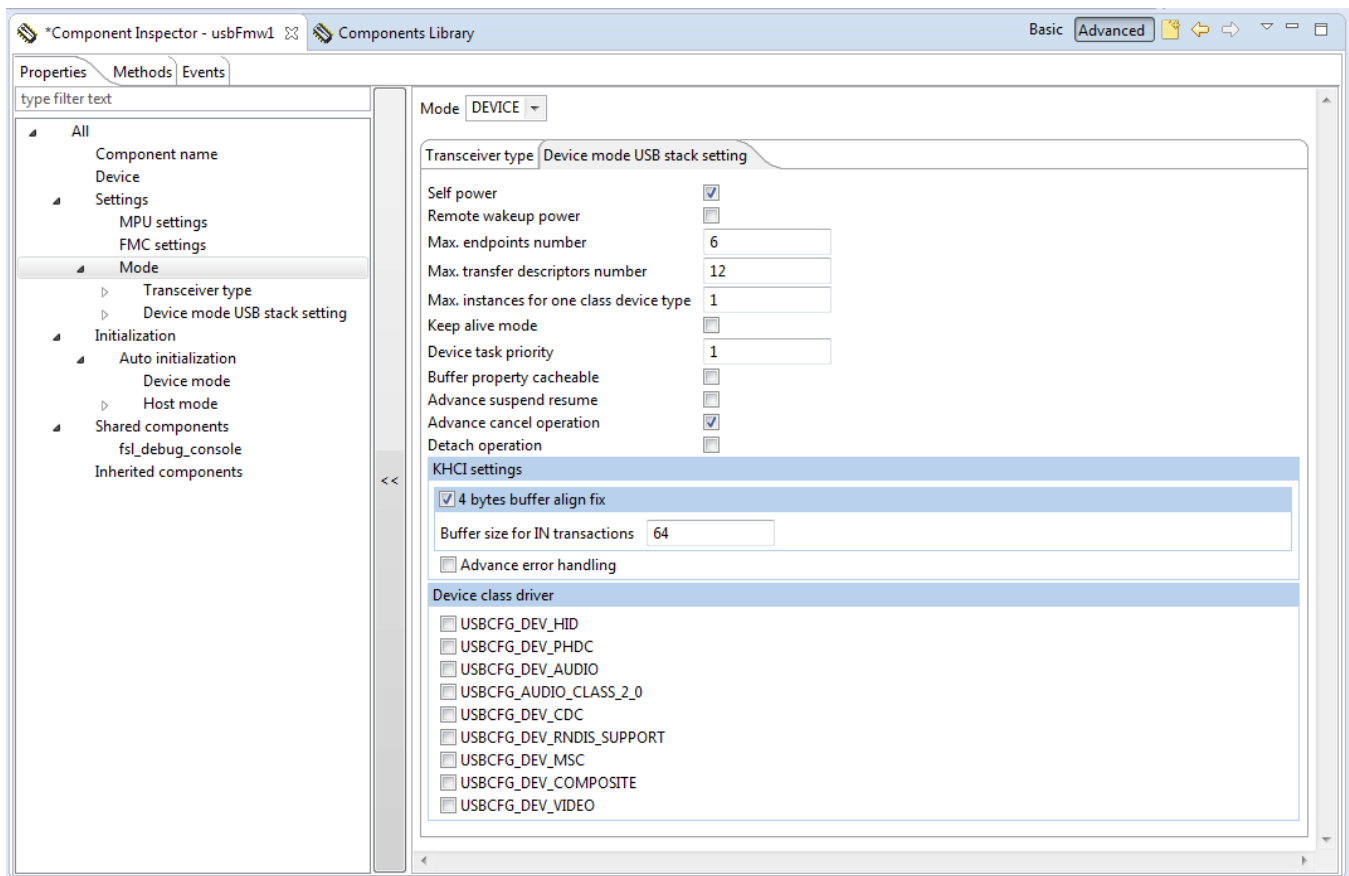 *Component Inspector - usbFmw1 Components Library Basic Advanced
Properties Methods Events
type filter text
All
Component name
Device
Settings
MPU settings
FMC settings
Mode
Transceiver type
Device mode USB stack setting
Initialization
Auto initialization
Device mode
Host mode
Shared components
fsl_debug_console
Inherited components
<<
Mode DEVICE
Transceiver type Device mode USB stack setting
Self power
Remote wakeup power
Max. endpoints number 6
Max. transfer descriptors number 12
Max. instances for one class device type 1
Keep alive mode
Device task priority 1
Buffer property cacheable
Advance suspend resume
Advance cancel operation
Detach operation
KHCI settings
4 bytes buffer align fix
Buffer size for IN transactions 64
Advance error handling
Device class driver
USBCFG_DEV_HID
USBCFG_DEV_PHDC
USBCFG_DEV_AUDIO
USBCFG_AUDIO_CLASS_2_0
USBCFG_DEV_CDC
USBCFG_DEV_RNDIS_SUPPORT
USBCFG_DEV_MSC
USBCFG_DEV_COMPOSITE
USBCFG_DEV_VIDEO